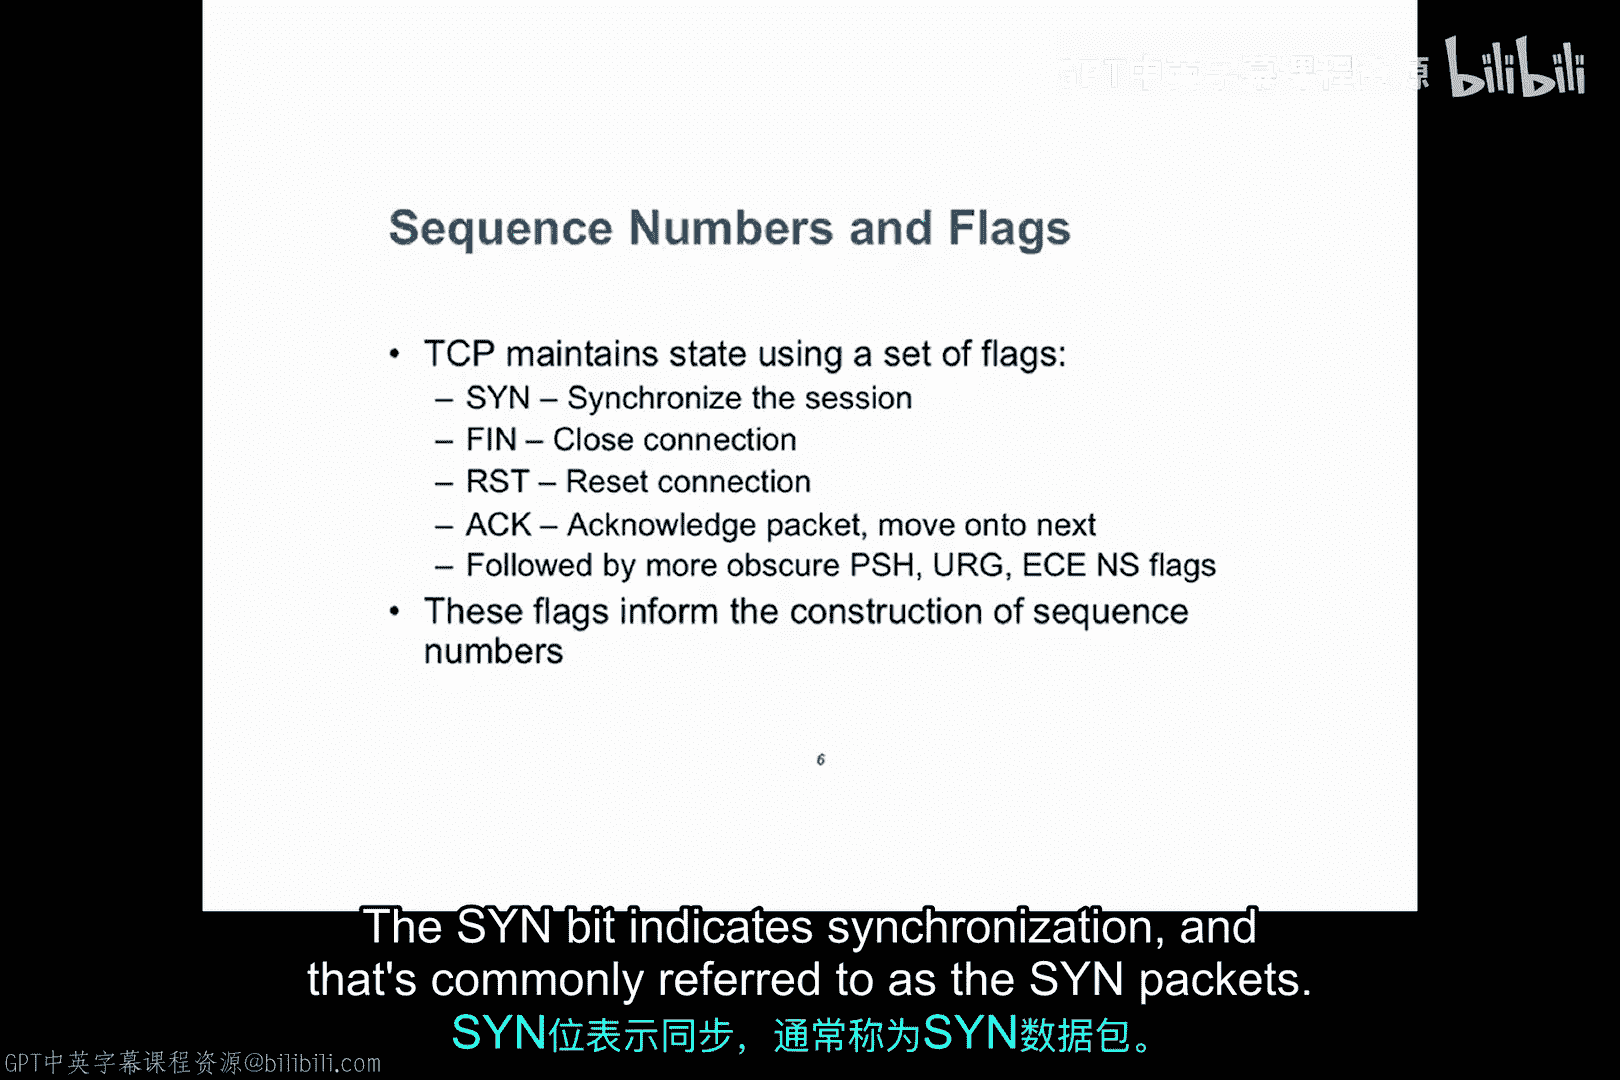 GPT中英字幕课程资源 bilibili
Sequence Numbers and Flags
• TCP maintains state using a set of flags:
– SYN – Synchronize the session
– FIN – Close connection
– RST – Reset connection
– ACK – Acknowledge packet, move onto next
– Followed by more obscure PSH, URG, ECE NS flags
• These flags inform the construction of sequence
numbers
6
The SYN bit indicates synchronization, and
that's commonly referred to as the SYN packets.
SYN位表示同步，通常称为SYN数据包。
GPT中英字幕课程资源@bilibili.com